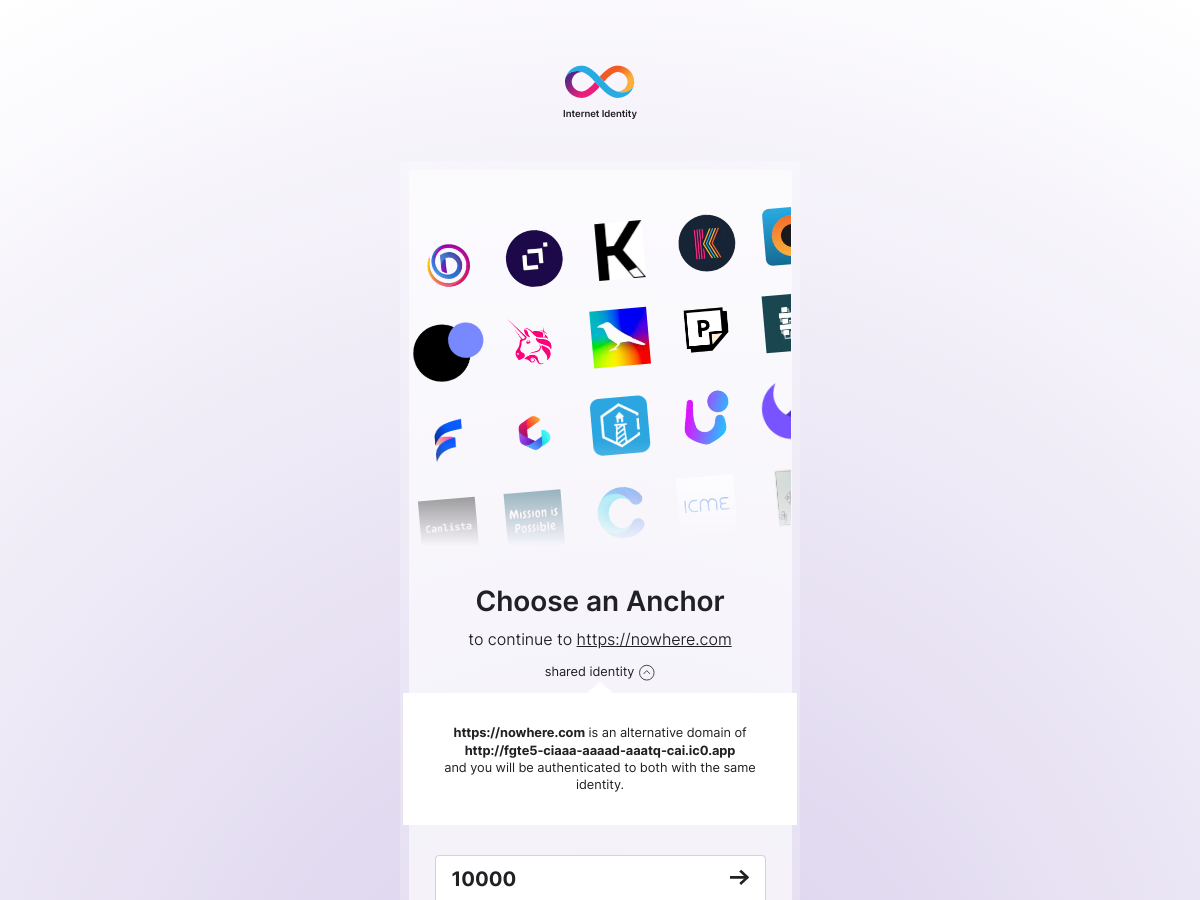 Internet Identity
D
K
K
P
Canlista
Mission is
Possible
ICME
Choose an Anchor
to continue to https://nowhere.com
shared identity
https://nowhere.com is an alternative domain of
http://fgte5-ciaaa-aaaad-aaatq-cai.ic0.app
and you will be authenticated to both with the same
identity.
10000